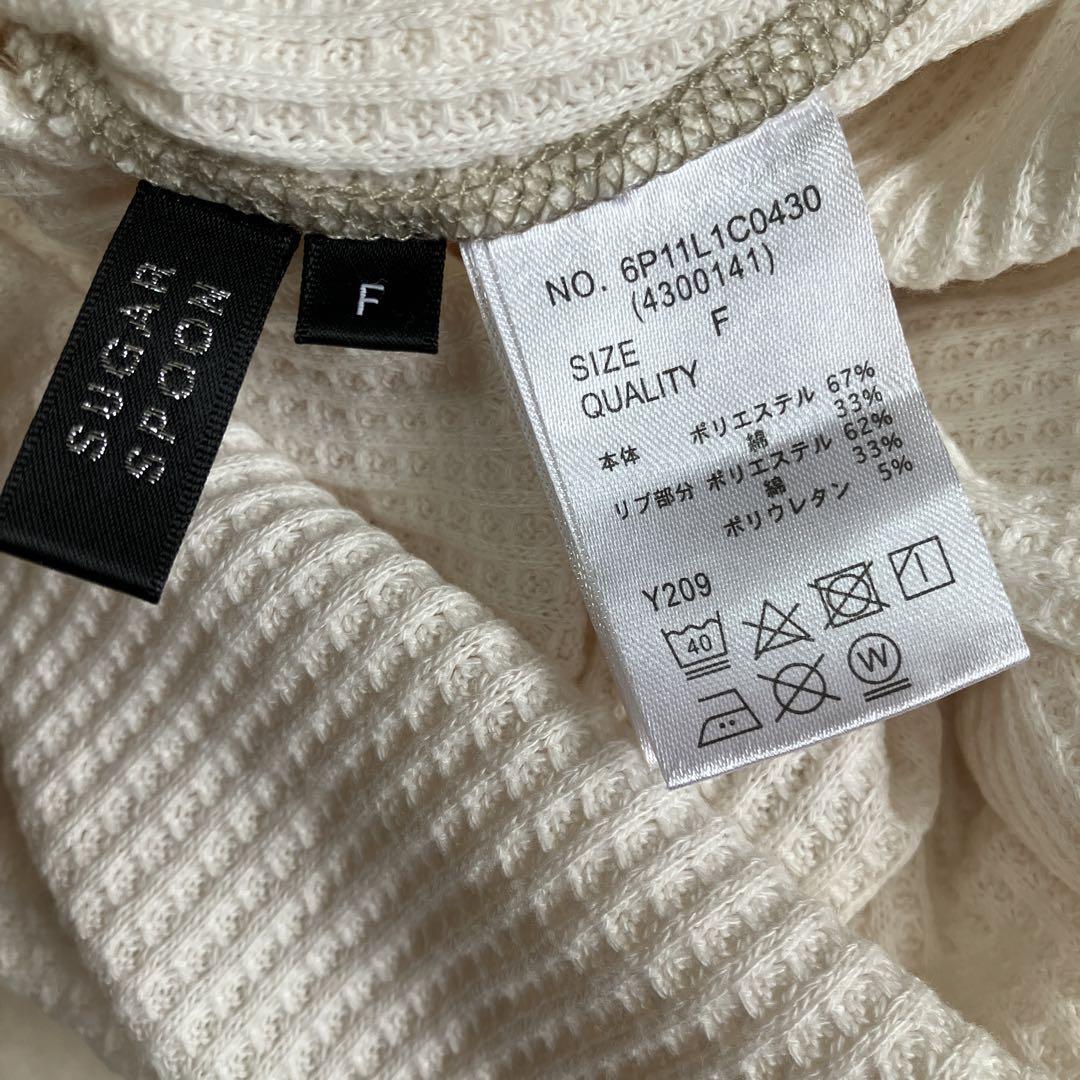 SUGAR
SPOON
F
NO. 6P11L1C0430
(4300141)
SIZE F
QUALITY
本体 ポリエステル 67%
綿 33%
リブ部分 ポリエステル 62%
綿 33%
ポリウレタン 5%
Y209
40
W